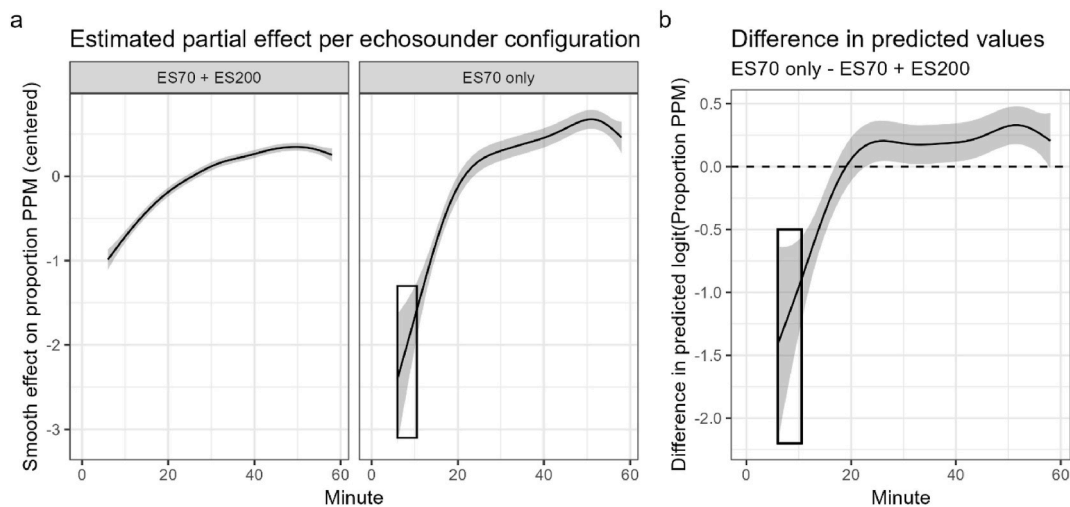 a
Estimated partial effect per echosounder configuration
ES70 + ES200
ES70 only
Smooth effect on proportion PPM (centered)
0
-1
-2
-3
0 20 40 60
0 20 40 60
Minute
b
Difference in predicted values
ES70 only - ES70 + ES200
Difference in predicted logit(Proportion PPM)
0.5
0.0
-0.5
-1.0
-1.5
-2.0
0 20 40 60
Minute